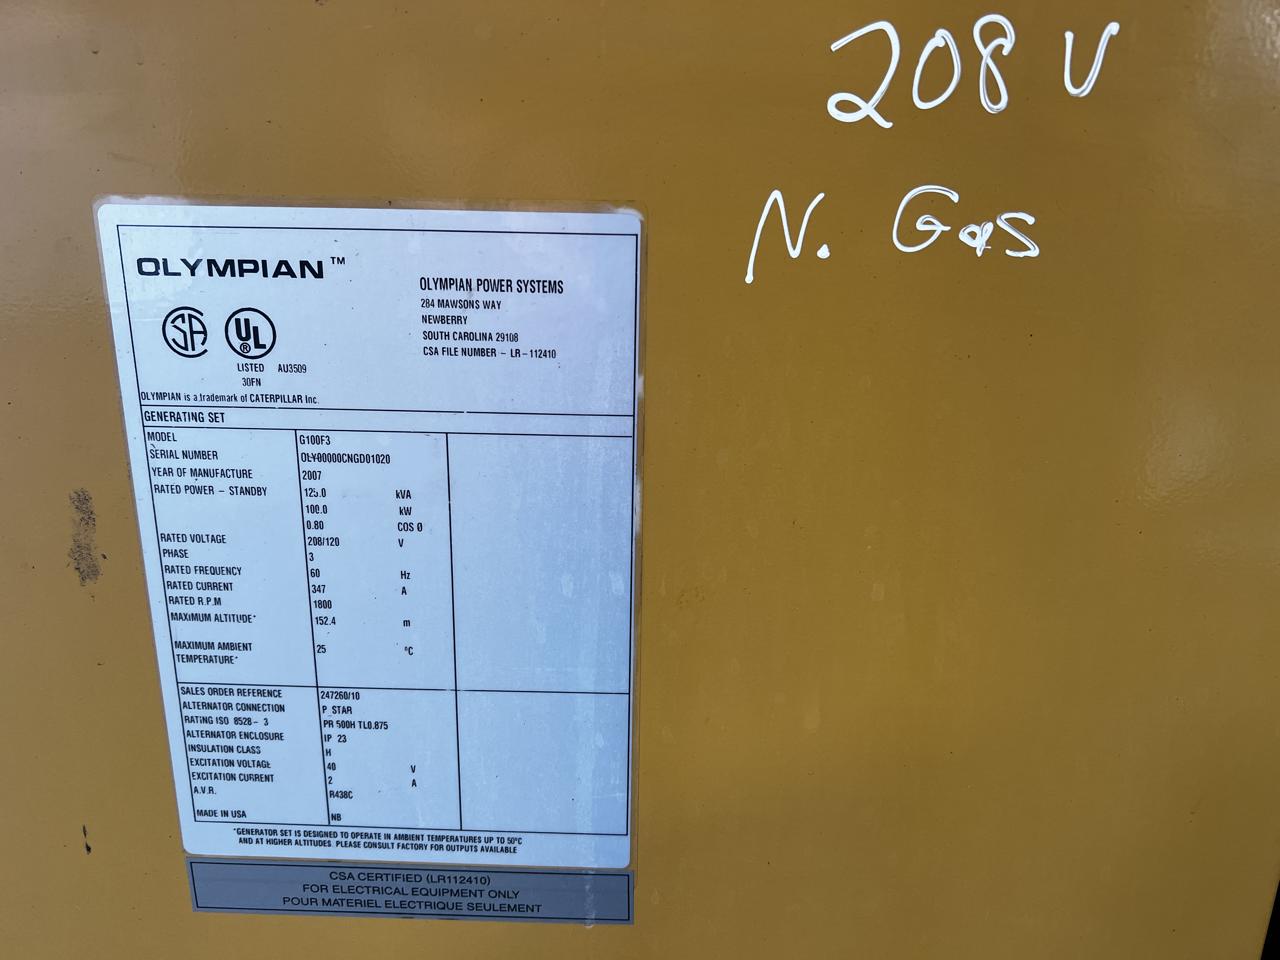 208 V
N. Gas
OLYMPIAN™
SA
UL
®
LISTED AU3509
30FN
OLYMPIAN POWER SYSTEMS
284 MAWSONS WAY
NEWBERRY
SOUTH CAROLINA 29108
CSA FILE NUMBER - LR-112410
OLYMPIAN is a trademark of CATERPILLAR Inc.
GENERATING SET
MODEL G100F3
SERIAL NUMBER OLY00000CNGD01020
YEAR OF MANUFACTURE 2007
RATED POWER - STANDBY 125.0 kVA
100.0 kW
0.80 COS Ø
RATED VOLTAGE 208/120 V
PHASE 3
RATED FREQUENCY 60 Hz
RATED CURRENT 347 A
RATED R.P.M 1800
MAXIMUM ALTITUDE* 152.4 m
MAXIMUM AMBIENT 25 °C
TEMPERATURE*
SALES ORDER REFERENCE 247260/10
ALTERNATOR CONNECTION P STAR
RATING ISO 8528 - 3 PR 500H TL0.875
ALTERNATOR ENCLOSURE IP 23
INSULATION CLASS H
EXCITATION VOLTAGE 40 V
EXCITATION CURRENT 2 A
A.V.R. R438C
MADE IN USA NB
*GENERATOR SET IS DESIGNED TO OPERATE IN AMBIENT TEMPERATURES UP TO 50°C
AND AT HIGHER ALTITUDES. PLEASE CONSULT FACTORY FOR OUTPUTS AVAILABLE
CSA CERTIFIED (LR112410)
FOR ELECTRICAL EQUIPMENT ONLY
POUR MATERIEL ELECTRIQUE SEULEMENT